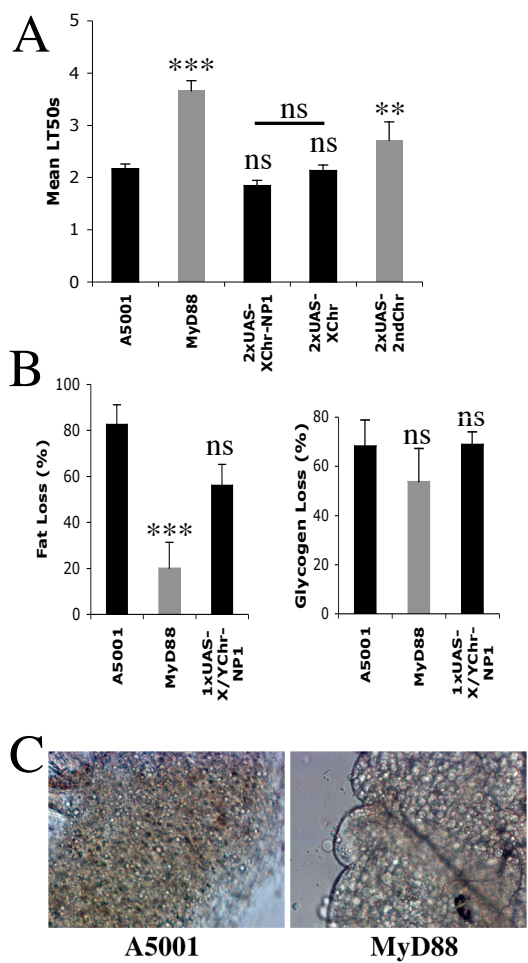 A
Mean LT50s
5
4
3
2
1
0
***
ns
ns
ns
**
A5001
MyD88
2xUAS-
XChr-NP1
2xUAS-
XChr
2xUAS-
2ndChr
B
Fat Loss (%)
100
80
60
40
20
0
***
ns
A5001
MyD88
1xUAS-
X/YChr-
NP1
Glycogen Loss (%)
80
60
40
20
0
ns
ns
A5001
MyD88
1xUAS-
X/YChr-
NP1
C
A5001
MyD88